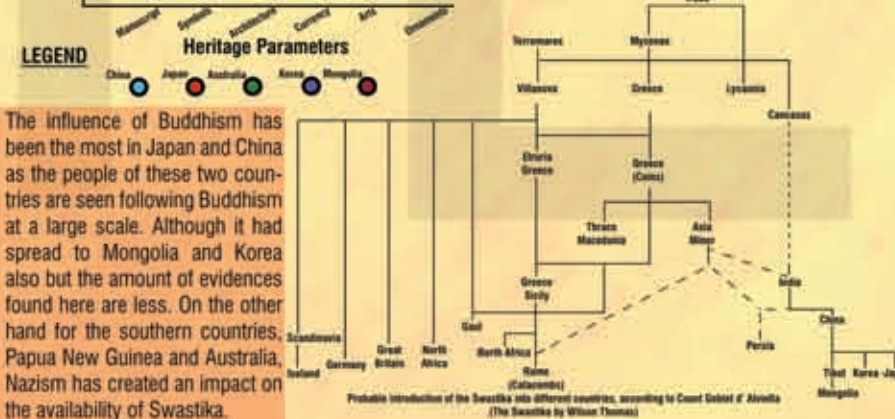 Manuscript Symbols Architecture Currency Arts Ornaments
Heritage Parameters
LEGEND
China Japan Australia Korea Mongolia
The influence of Buddhism has
been the most in Japan and China
as the people of these two coun-
tries are seen following Buddhism
at a large scale. Although it had
spread to Mongolia and Korea
also but the amount of evidences
found here are less. On the other
hand for the southern countries,
Papua New Guinea and Australia,
Nazism has created an impact on
the availability of Swastika.
Terremares Mycenae
Villanova Greece Lycaonia
Caucasus
Etruria
Greece
Greece
(Coins)
Thrace
Macedonia
Asia
Minor
Greece
Sicily
India
Gaul
China
Scandinavia
Iceland
Germany
Great
Britain
North
Africa
North Africa
Persia
Rome
(Catacombs)
Tibet Korea
Mongolia
Probable introduction of the Swastika into different countries, according to Count Goblet d' Alviella
(The Swastika by Wilson Thomas)